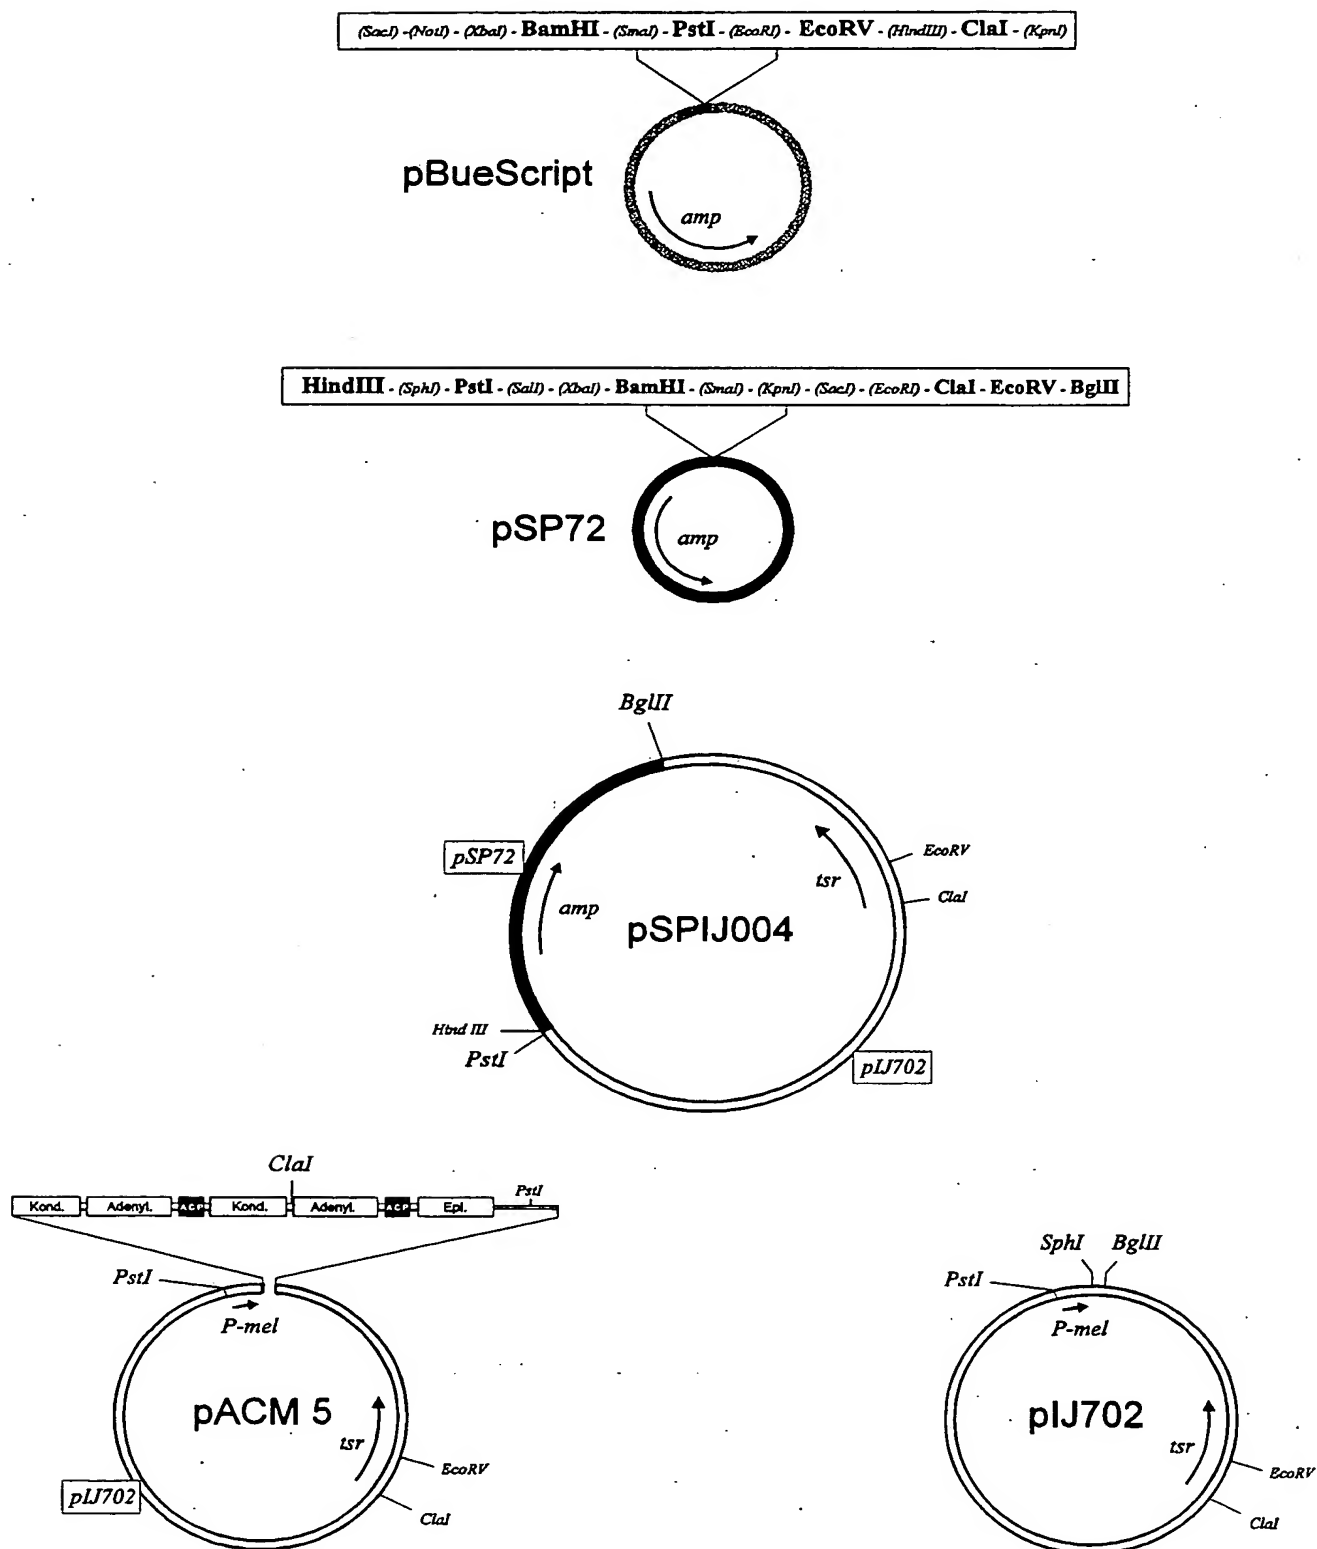 (SacI) -(NotI) - (XbaI) - BamHI - (SmaI) - PstI - (EcoRI) - EcoRV - (HindIII) - ClaI - (KpnI)
pBueScript
amp
HindIII - (SphI) - PstI - (SalI) - (XbaI) - BamHI - (SmaI) - (KpnI) - (SacI) - (EcoRI) - ClaI - EcoRV - BglII
pSP72
amp
BglII
pSP72
EcoRV
tsr
ClaI
amp
pSPIJ004
Hind III
PstI
pIJ702
ClaI
PstI
Kond. Adenyl. ACP Kond. Adenyl. ACP Epi.
PstI
P-mel
pACM 5
tsr
EcoRV
pIJ702
ClaI
SphI BglII
PstI
P-mel
pIJ702
tsr
EcoRV
ClaI